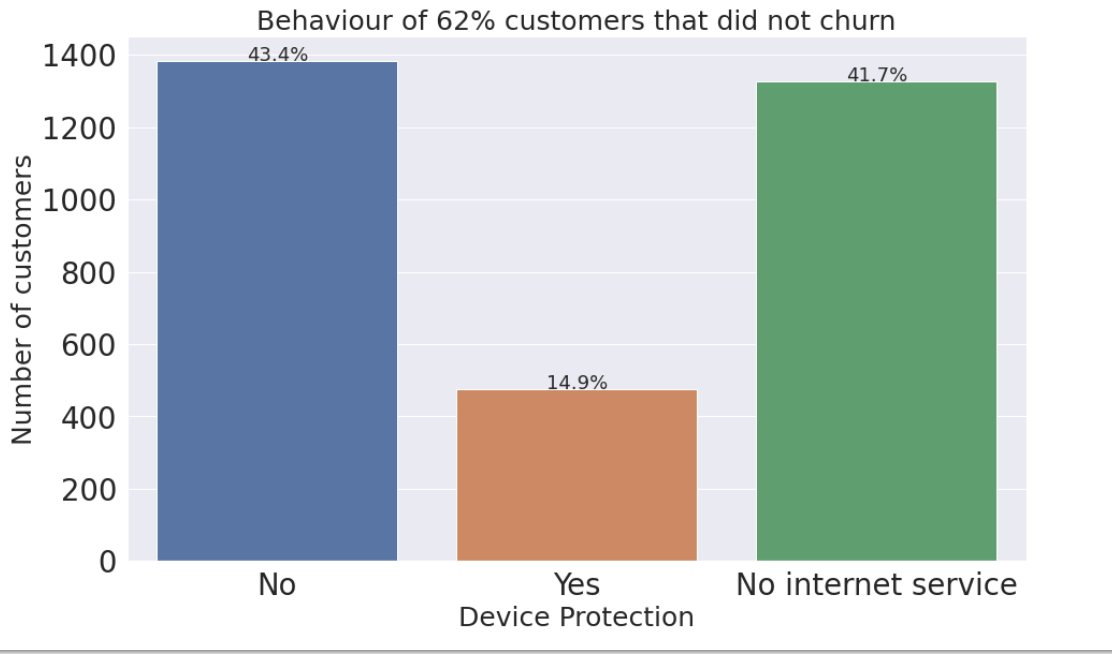 Behaviour of 62% customers that did not churn
43.4%
41.7%
14.9%
1400
1200
1000
800
600
400
200
0
Number of customers
No
Yes
No internet service
Device Protection